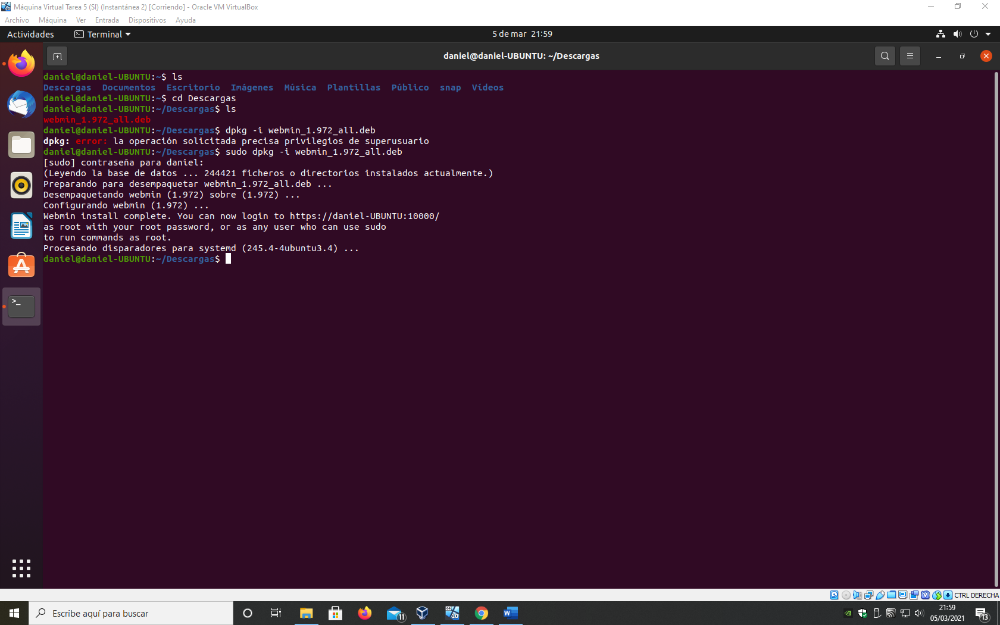 Máquina Virtual Tarea 5 (SI) (Instantánea 2) [Corriendo] - Oracle VM VirtualBox
Archivo Máquina Ver Entrada Dispositivos Ayuda
Actividades Terminal 5 de mar 21:59
daniel@daniel-UBUNTU: ~/Descargas
daniel@daniel-UBUNTU:~$ ls
Descargas Documentos Escritorio Imágenes Música Plantillas Público snap Vídeos
daniel@daniel-UBUNTU:~$ cd Descargas
daniel@daniel-UBUNTU:~/Descargas$ ls
webmin_1.972_all.deb
daniel@daniel-UBUNTU:~/Descargas$ dpkg -i webmin_1.972_all.deb
dpkg: error: la operación solicitada precisa privilegios de superusuario
daniel@daniel-UBUNTU:~/Descargas$ sudo dpkg -i webmin_1.972_all.deb
[sudo] contraseña para daniel:
(Leyendo la base de datos ... 244421 ficheros o directorios instalados actualmente.)
Preparando para desempaquetar webmin_1.972_all.deb ...
Desempaquetando webmin (1.972) sobre (1.972) ...
Configurando webmin (1.972) ...
Webmin install complete. You can now login to https://daniel-UBUNTU:10000/
as root with your root password, or as any user who can use sudo
to run commands as root.
Procesando disparadores para systemd (245.4-4ubuntu3.4) ...
daniel@daniel-UBUNTU:~/Descargas$
CTRL DERECHA
Escribe aquí para buscar
11
21:59
05/03/2021
13